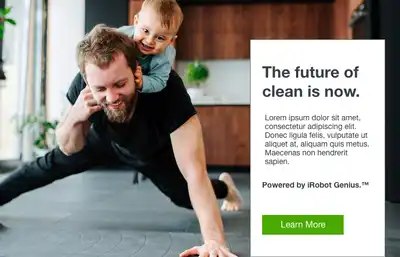 The future of
clean is now.
Lorem ipsum dolor sit amet,
consectetur adipiscing elit.
Donec ligula felis, vulputate ut
aliquet at, aliquam quis metus.
Maecenas non hendrerit
sapien.
Powered by iRobot Genius.™
Learn More